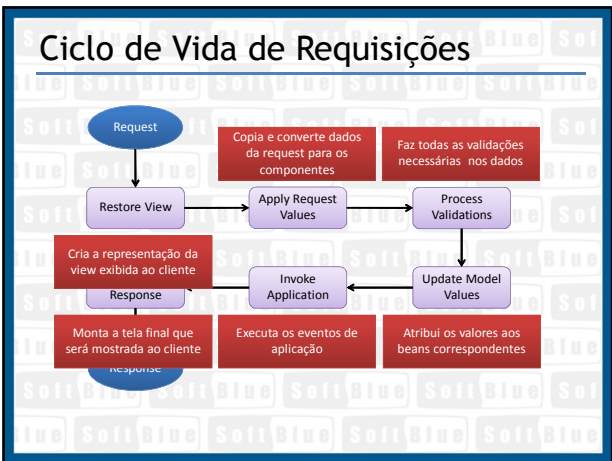 Ciclo de Vida de Requisições
Request
Copia e converte dados
da request para os
componentes
Faz todas as validações
necessárias nos dados
Restore View
Apply Request
Values
Process
Validations
Cria a representação da
view exibida ao cliente
Response
Invoke
Application
Update Model
Values
Monta a tela final que
será mostrada ao cliente
Executa os eventos de
aplicação
Atribui os valores aos
beans correspondentes
Response